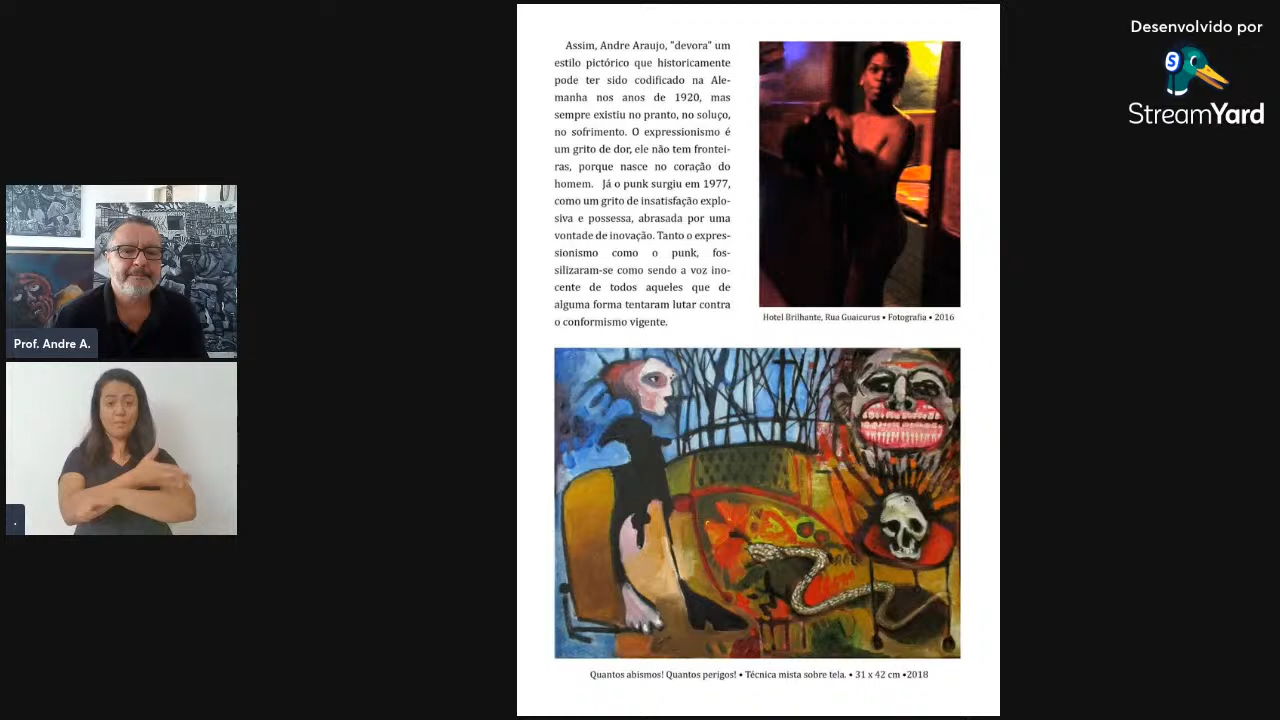 Assim, Andre Araujo, "devora" um
estilo pictórico que historicamente
pode ter sido codificado na Ale-
manha nos anos de 1920, mas
sempre existiu no pranto, no soluço,
no sofrimento. O expressionismo é
um grito de dor, ele não tem frontei-
ras, porque nasce no coração do
homem. Já o punk surgiu em 1977,
como um grito de insatisfação explo-
siva e possessa, abrasada por uma
vontade de inovação. Tanto o expres-
sionismo como o punk, fos-
silizaram-se como sendo a voz ino-
cente de todos aqueles que de
alguma forma tentaram lutar contra
o conformismo vigente.
Hotel Brilhante, Rua Guaicurus • Fotografia • 2016
Quantos abismos! Quantos perigos! • Técnica mista sobre tela. • 31 x 42 cm •2018
Prof. Andre A.
.
Desenvolvido por
S
StreamYard